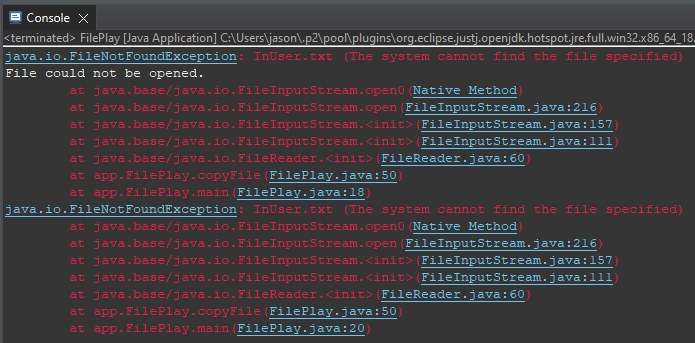 Console
<terminated> FilePlay [Java Application] C:\Users\jason\.p2\pool\plugins\org.eclipse.justj.openjdk.hotspot.jre.full.win32.x86_64_18.
java.io.FileNotFoundException: InUser.txt (The system cannot find the file specified)
File could not be opened.
at java.base/java.io.FileInputStream.open0(Native Method)
at java.base/java.io.FileInputStream.open(FileInputStream.java:216)
at java.base/java.io.FileInputStream.<init>(FileInputStream.java:157)
at java.base/java.io.FileInputStream.<init>(FileInputStream.java:111)
at java.base/java.io.FileReader.<init>(FileReader.java:60)
at app.FilePlay.copyFile(FilePlay.java:50)
at app.FilePlay.main(FilePlay.java:18)
java.io.FileNotFoundException: InUser.txt (The system cannot find the file specified)
at java.base/java.io.FileInputStream.open0(Native Method)
at java.base/java.io.FileInputStream.open(FileInputStream.java:216)
at java.base/java.io.FileInputStream.<init>(FileInputStream.java:157)
at java.base/java.io.FileInputStream.<init>(FileInputStream.java:111)
at java.base/java.io.FileReader.<init>(FileReader.java:60)
at app.FilePlay.copyFile(FilePlay.java:50)
at app.FilePlay.main(FilePlay.java:20)